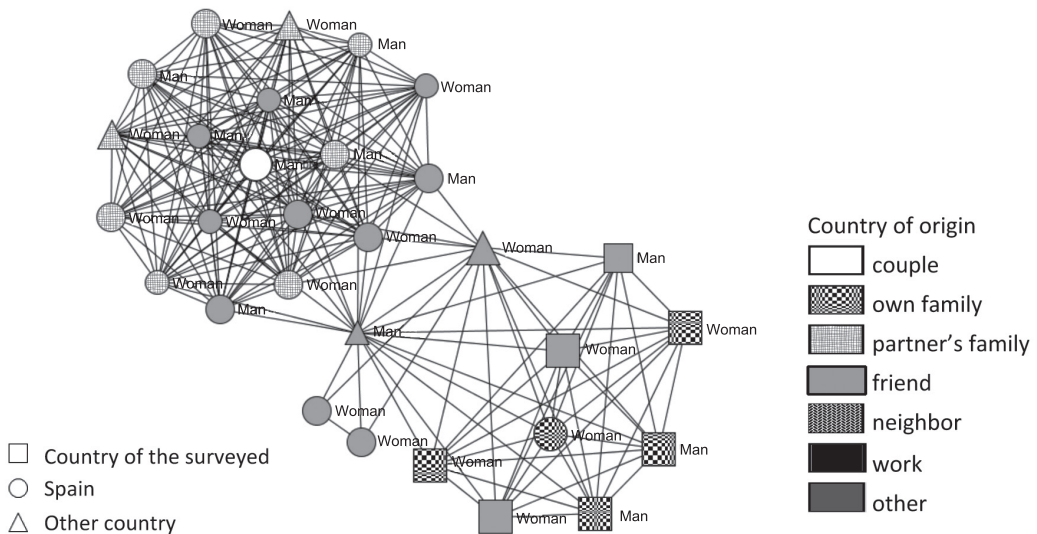 Woman
Woman
Man
Man
Woman
Man
Woman
Man
Man
Man
Man
Woman
Woman
Woman
Woman
Woman
Woman
Man
Woman
Man
Man
Woman
Woman
Woman
Woman
Woman
Man
Woman
Woman
Man
Country of the surveyed
Spain
Other country
Country of origin
couple
own family
partner's family
friend
neighbor
work
other